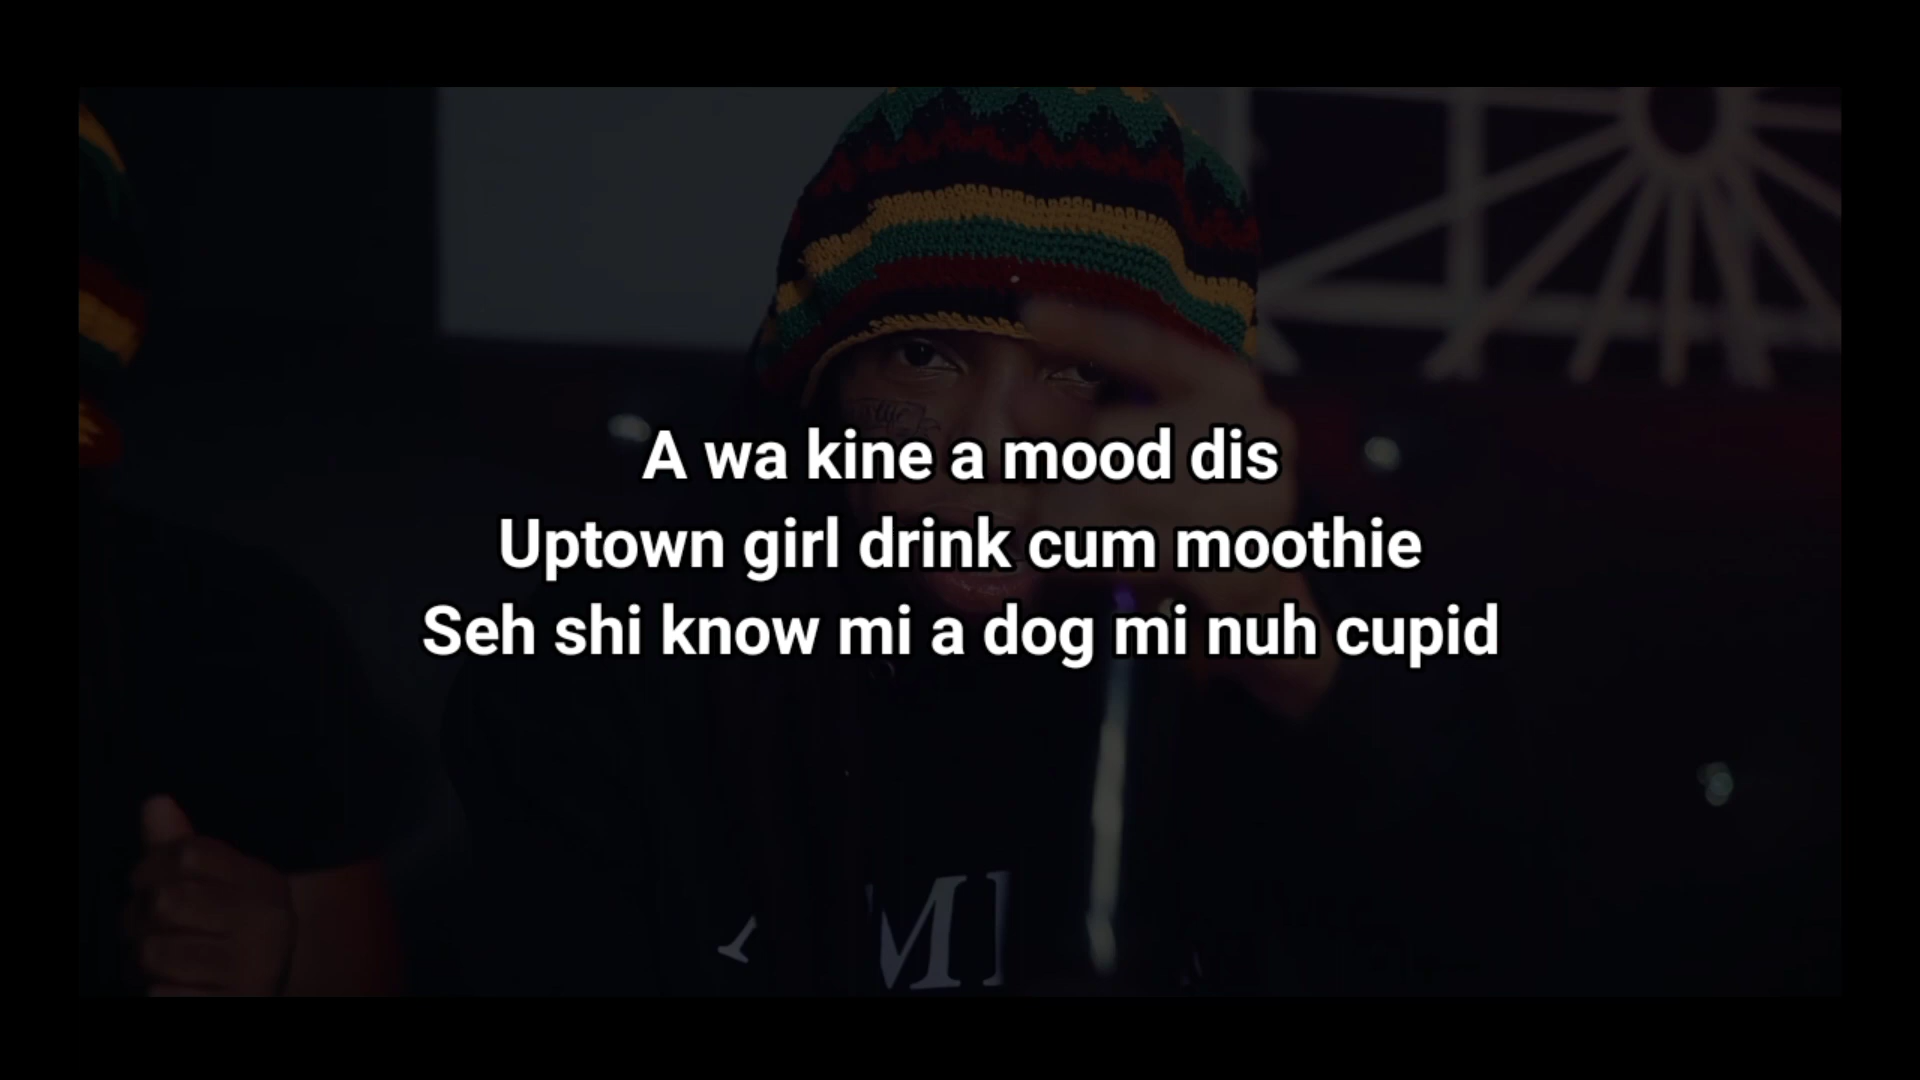 A wa kine a mood dis
Uptown girl drink cum moothie
Seh shi know mi a dog mi nuh cupid